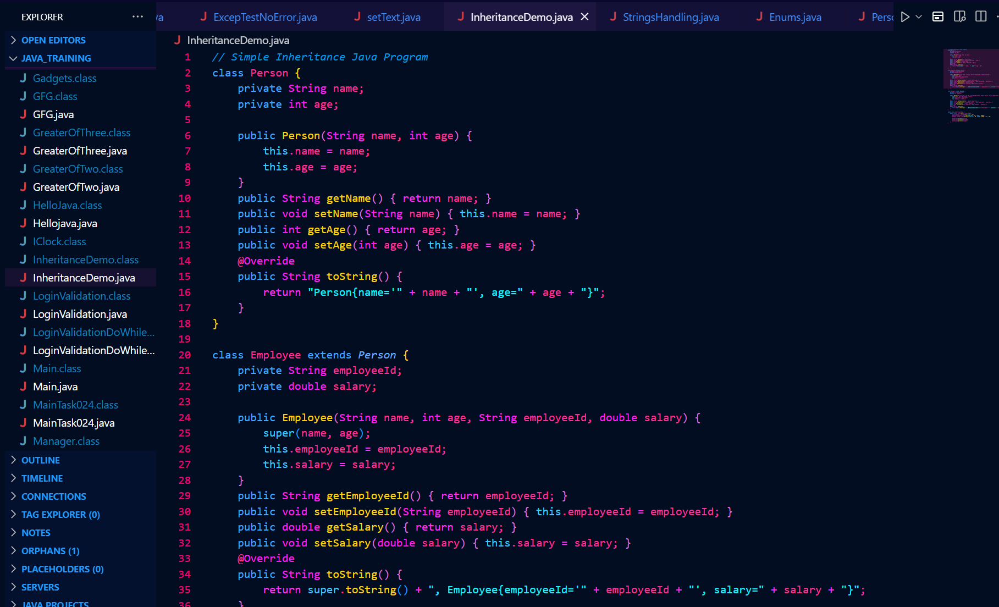 EXPLORER
OPEN EDITORS
JAVA_TRAINING
Gadgets.class
GFG.class
GFG.java
GreaterOfThree.class
GreaterOfThree.java
GreaterOfTwo.class
GreaterOfTwo.java
HelloJava.class
Hellojava.java
IClock.class
InheritanceDemo.class
InheritanceDemo.java
LoginValidation.class
LoginValidation.java
LoginValidationDoWhile...
LoginValidationDoWhile...
Main.class
Main.java
MainTask024.class
MainTask024.java
Manager.class
OUTLINE
TIMELINE
CONNECTIONS
TAG EXPLORER (0)
NOTES
ORPHANS (1)
PLACEHOLDERS (0)
SERVERS
JAVA PROJECTS
va ExcepTestNoError.java setText.java InheritanceDemo.java StringsHandling.java Enums.java Perso
InheritanceDemo.java
1 // Simple Inheritance Java Program
2 class Person {
3     private String name;
4     private int age;
5
6     public Person(String name, int age) {
7         this.name = name;
8         this.age = age;
9     }
10     public String getName() { return name; }
11     public void setName(String name) { this.name = name; }
12     public int getAge() { return age; }
13     public void setAge(int age) { this.age = age; }
14     @Override
15     public String toString() {
16         return "Person{name='" + name + "', age=" + age + "}";
17     }
18 }
19
20 class Employee extends Person {
21     private String employeeId;
22     private double salary;
23
24     public Employee(String name, int age, String employeeId, double salary) {
25         super(name, age);
26         this.employeeId = employeeId;
27         this.salary = salary;
28     }
29     public String getEmployeeId() { return employeeId; }
30     public void setEmployeeId(String employeeId) { this.employeeId = employeeId; }
31     public double getSalary() { return salary; }
32     public void setSalary(double salary) { this.salary = salary; }
33     @Override
34     public String toString() {
35         return super.toString() + ", Employee{employeeId='" + employeeId + "', salary=" + salary + "}";
36     }